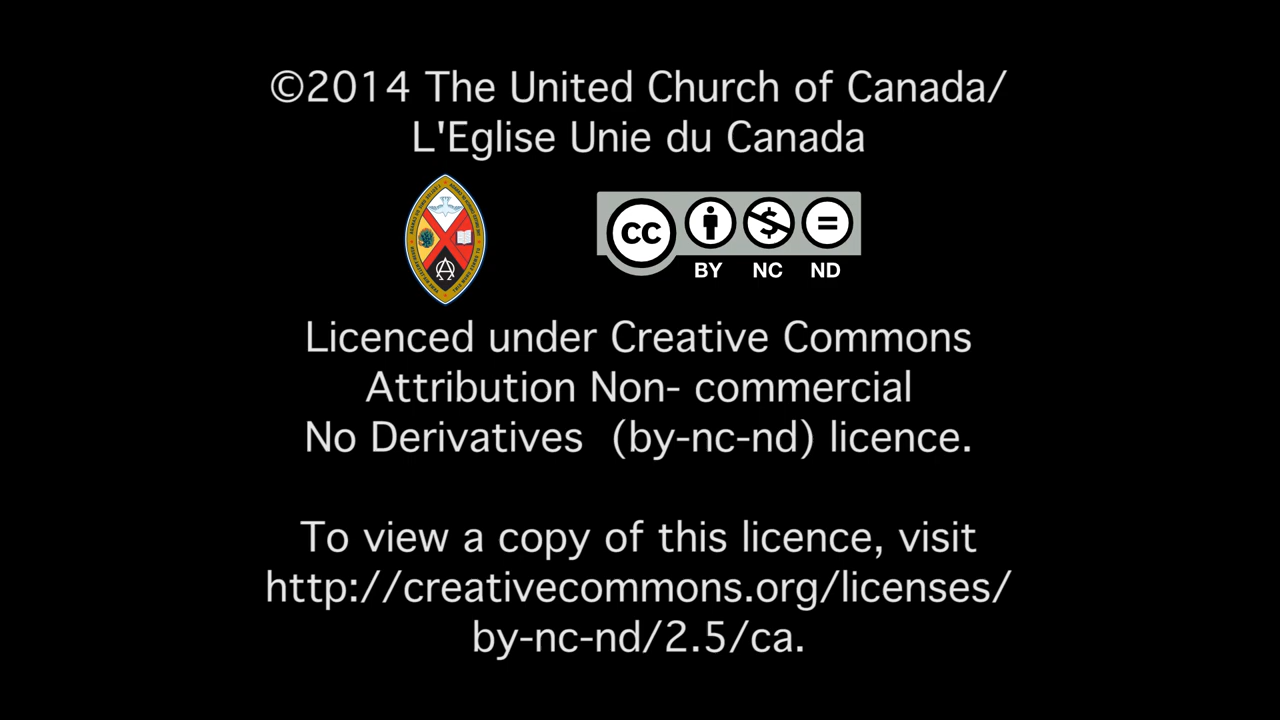 ©2014 The United Church of Canada/
L'Eglise Unie du Canada
cc
BY NC ND
Licenced under Creative Commons
Attribution Non- commercial
No Derivatives (by-nc-nd) licence.
To view a copy of this licence, visit
http://creativecommons.org/licenses/
by-nc-nd/2.5/ca.